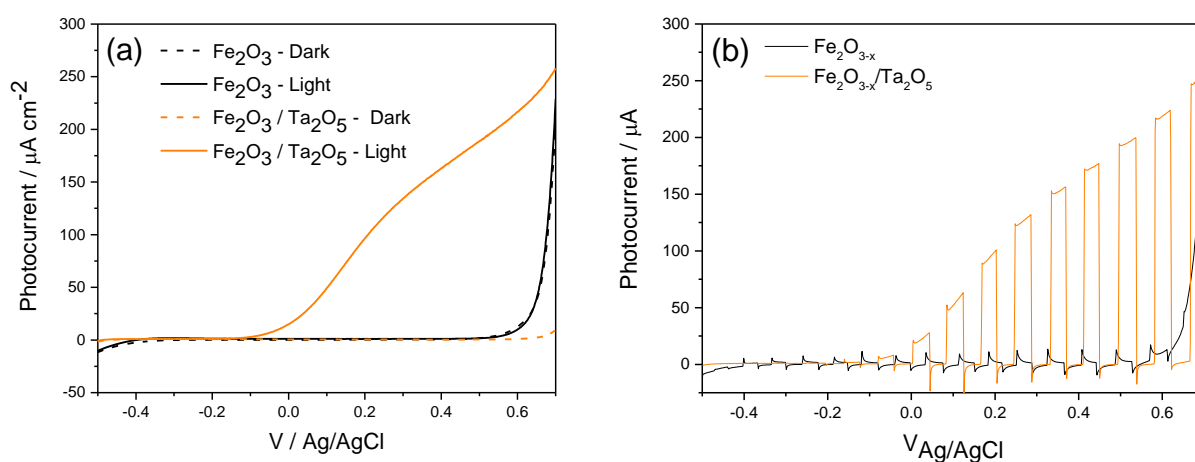 (a)
Fe₂O₃ - Dark
Fe₂O₃ - Light
Fe₂O₃ / Ta₂O₅ - Dark
Fe₂O₃ / Ta₂O₅ - Light
Photocurrent / μA cm⁻²
300
250
200
150
100
50
0
-50
-0.4
-0.2
0.0
0.2
0.4
0.6
V / Ag/AgCl
(b)
Fe₂O₃₋ₓ
Fe₂O₃₋ₓ/Ta₂O₅
Photocurrent / μA
300
250
200
150
100
50
0
-0.4
-0.2
0.0
0.2
0.4
0.6
V_Ag/AgCl